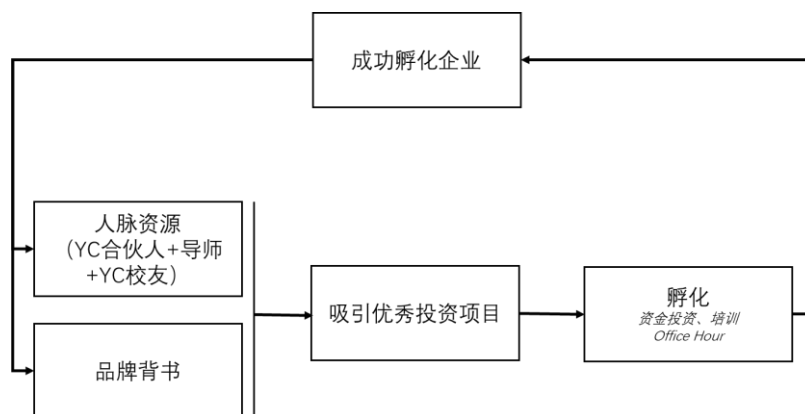 成功孵化企业
人脉资源
（YC合伙人+导师
+YC校友）
品牌背书
吸引优秀投资项目
孵化
资金投资、培训
Office Hour